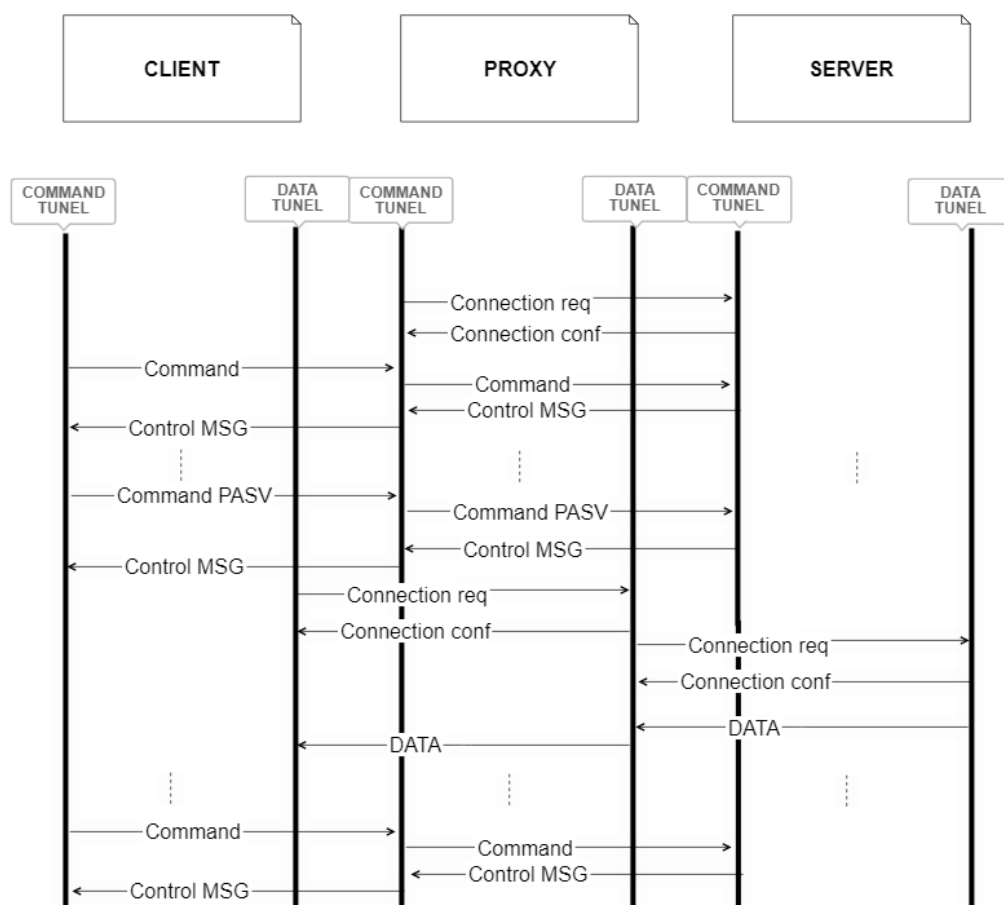 CLIENT
PROXY
SERVER
COMMAND
TUNEL
DATA
TUNEL
COMMAND
TUNEL
DATA
TUNEL
COMMAND
TUNEL
DATA
TUNEL
Connection req
Connection conf
Command
Command
Control MSG
Control MSG
Command PASV
Command PASV
Control MSG
Control MSG
Connection req
Connection conf
Connection req
Connection conf
DATA
DATA
Command
Command
Control MSG
Control MSG